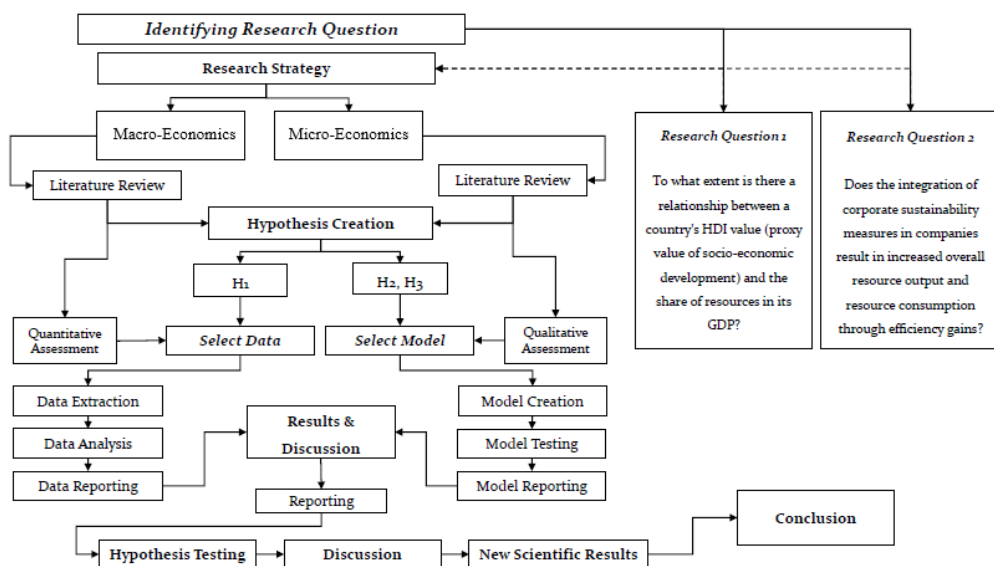 Identifying Research Question
Research Strategy
Macro-Economics
Micro-Economics
Literature Review
Literature Review
Hypothesis Creation
H1
H2, H3
Quantitative
Assessment
Select Data
Select Model
Qualitative
Assessment
Data Extraction
Model Creation
Data Analysis
Results &
Discussion
Model Testing
Data Reporting
Model Reporting
Reporting
Hypothesis Testing
Discussion
New Scientific Results
Conclusion
Research Question 1
To what extent is there a
relationship between a
country's HDI value (proxy
value of socio-economic
development) and the
share of resources in its
GDP?
Research Question 2
Does the integration of
corporate sustainability
measures in companies
result in increased overall
resource output and
resource consumption
through efficiency gains?